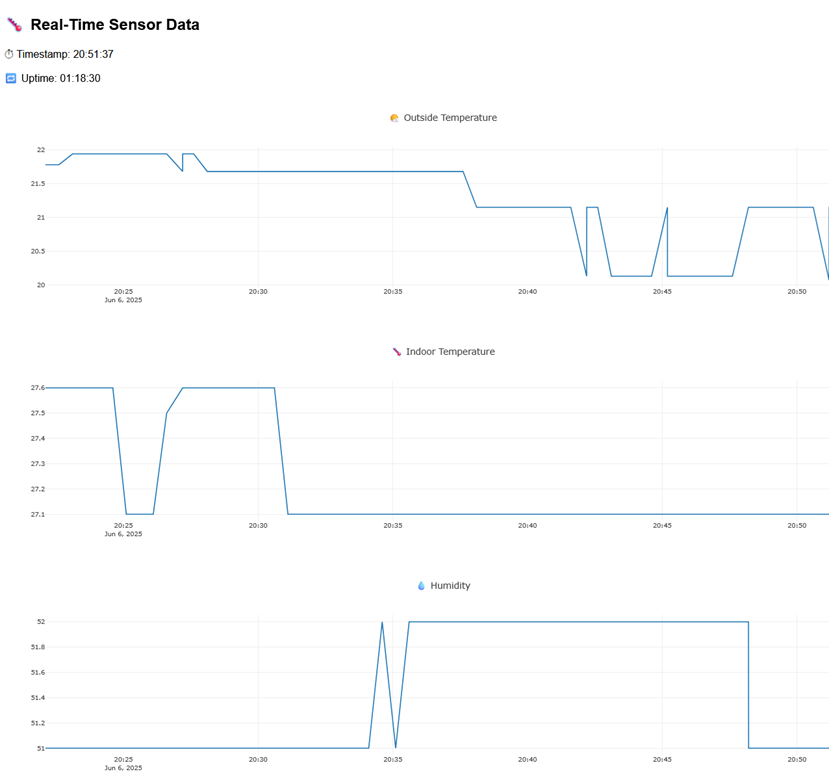 Real-Time Sensor Data
Timestamp: 20:51:37
Uptime: 01:18:30
Outside Temperature
22
21.5
21
20.5
20
20:25 20:30 20:35 20:40 20:45 20:50
Jun 6, 2025
Indoor Temperature
27.6
27.5
27.4
27.3
27.2
27.1
20:25 20:30 20:35 20:40 20:45 20:50
Jun 6, 2025
Humidity
52
51.8
51.6
51.4
51.2
51
20:25 20:30 20:35 20:40 20:45 20:50
Jun 6, 2025